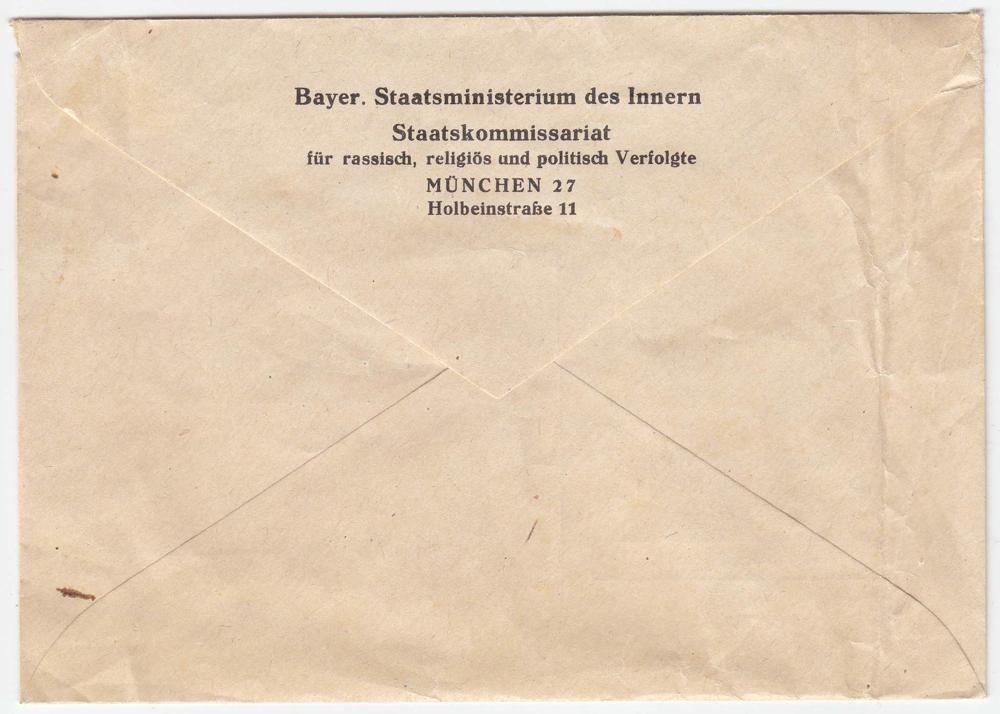 Bayer. Staatsministerium des Innern
Staatskommissariat
für rassisch, religiös und politisch Verfolgte
MÜNCHEN 27
Holbeinstraße 11